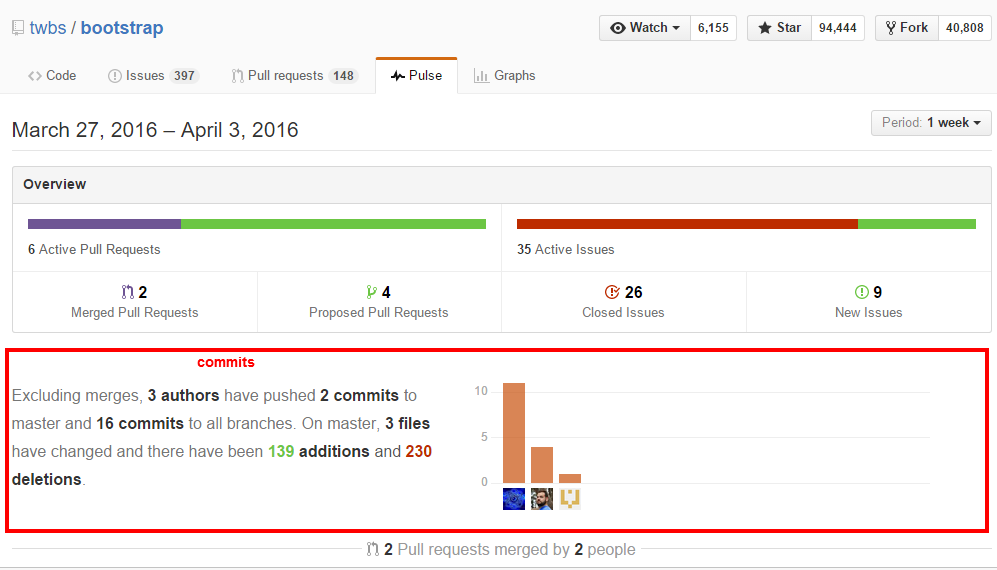 twbs / bootstrap
Watch 6,155 Star 94,444 Fork 40,808
Code Issues 397 Pull requests 148 Pulse Graphs
March 27, 2016 – April 3, 2016
Period: 1 week
Overview
6 Active Pull Requests
35 Active Issues
2
Merged Pull Requests
4
Proposed Pull Requests
26
Closed Issues
9
New Issues
commits
Excluding merges, 3 authors have pushed 2 commits to
master and 16 commits to all branches. On master, 3 files
have changed and there have been 139 additions and 230
deletions.
10
5
0
2 Pull requests merged by 2 people